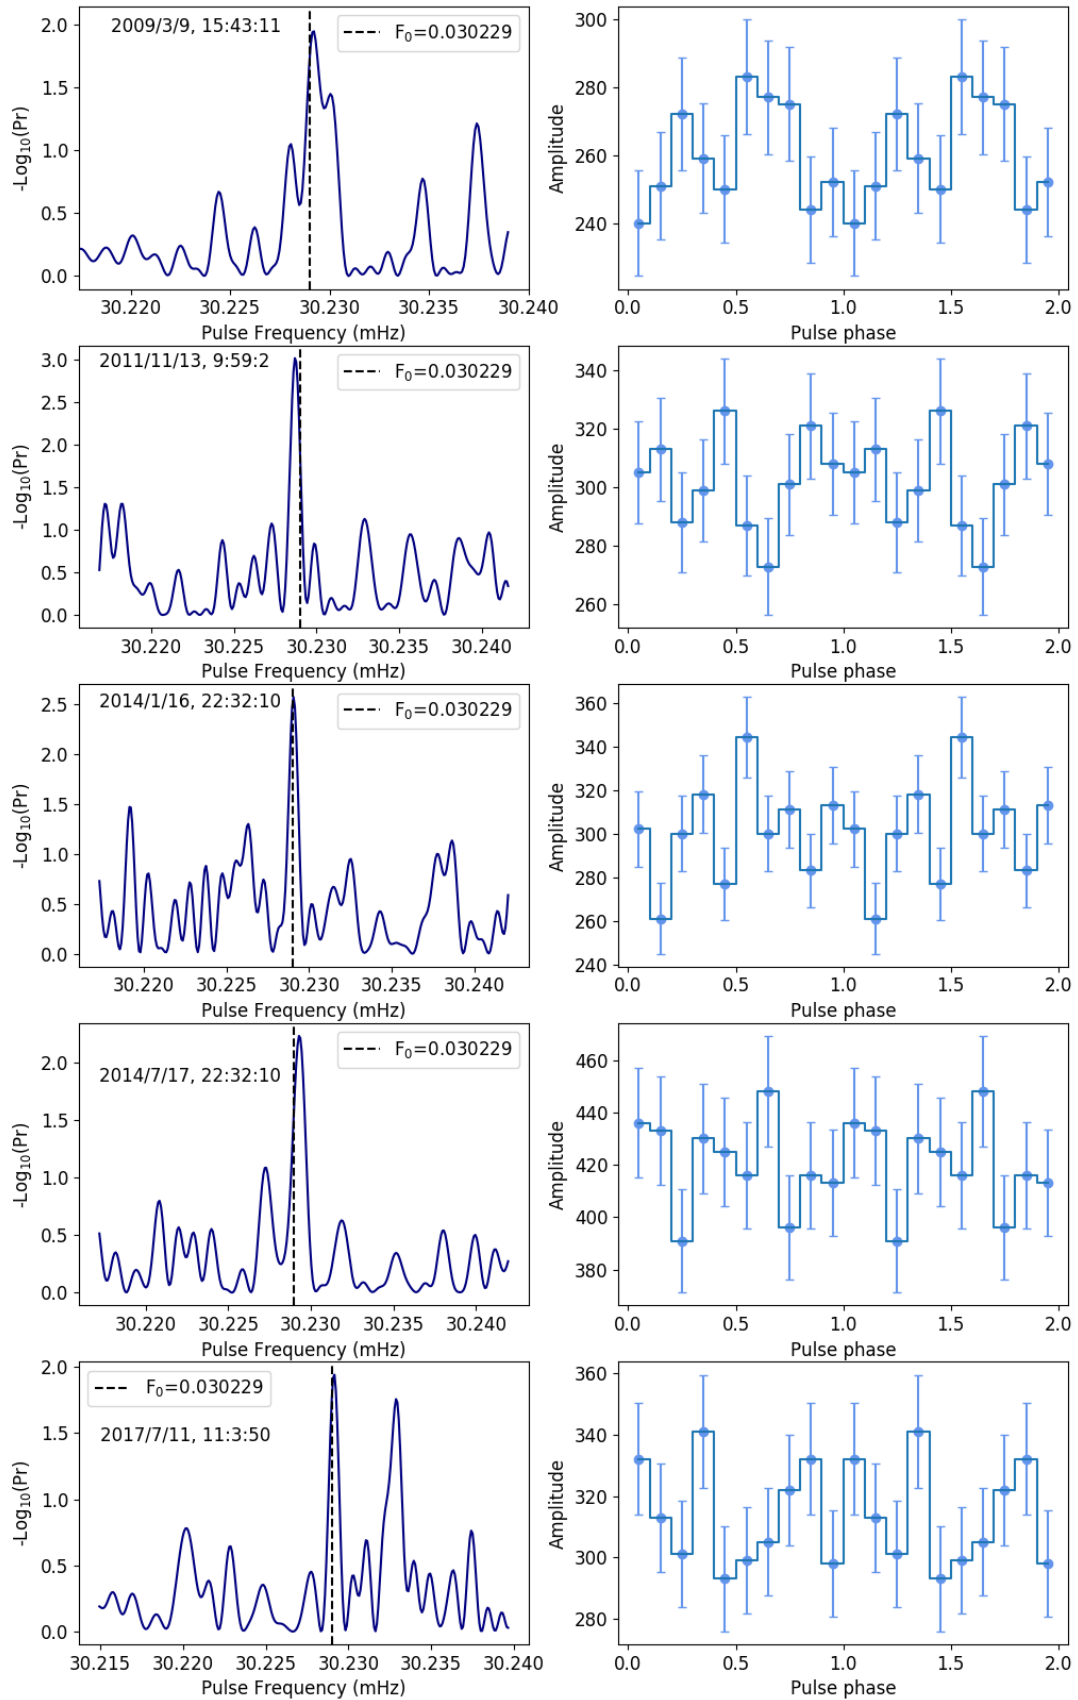 2009/3/9, 15:43:11
F0=0.030229
2.0
1.5
1.0
0.5
0.0
-Log10(Pr)
30.220 30.225 30.230 30.235 30.240
Pulse Frequency (mHz)
300
280
260
240
Amplitude
0.0 0.5 1.0 1.5 2.0
Pulse phase
2011/11/13, 9:59:2
F0=0.030229
3.0
2.5
2.0
1.5
1.0
0.5
0.0
-Log10(Pr)
30.220 30.225 30.230 30.235 30.240
Pulse Frequency (mHz)
340
320
300
280
260
Amplitude
0.0 0.5 1.0 1.5 2.0
Pulse phase
2014/1/16, 22:32:10
F0=0.030229
2.5
2.0
1.5
1.0
0.5
0.0
-Log10(Pr)
30.220 30.225 30.230 30.235 30.240
Pulse Frequency (mHz)
360
340
320
300
280
260
240
Amplitude
0.0 0.5 1.0 1.5 2.0
Pulse phase
2014/7/17, 22:32:10
F0=0.030229
2.0
1.5
1.0
0.5
0.0
-Log10(Pr)
30.220 30.225 30.230 30.235 30.240
Pulse Frequency (mHz)
460
440
420
400
380
Amplitude
0.0 0.5 1.0 1.5 2.0
Pulse phase
F0=0.030229
2017/7/11, 11:3:50
2.0
1.5
1.0
0.5
0.0
-Log10(Pr)
30.215 30.220 30.225 30.230 30.235 30.240
Pulse Frequency (mHz)
360
340
320
300
280
Amplitude
0.0 0.5 1.0 1.5 2.0
Pulse phase